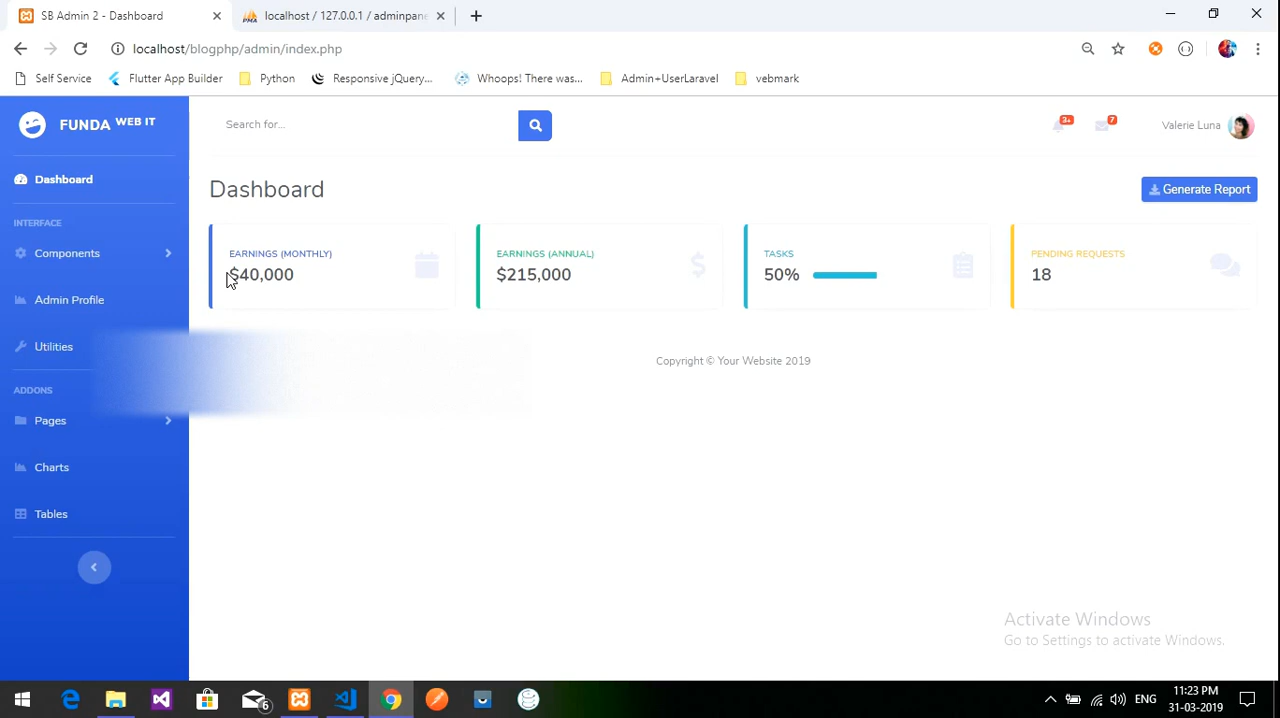 SB Admin 2 - Dashboard
localhost / 127.0.0.1 / adminpane
localhost/blogphp/admin/index.php
Self Service
Flutter App Builder
Python
Responsive jQuery...
Whoops! There was...
Admin+UserLaravel
vebmark
FUNDA WEB IT
Search for...
3+
7
Valerie Luna
Dashboard
Dashboard
Generate Report
INTERFACE
Components
Admin Profile
Utilities
ADDONS
Pages
Charts
Tables
EARNINGS (MONTHLY)
$40,000
EARNINGS (ANNUAL)
$215,000
TASKS
50%
PENDING REQUESTS
18
Copyright © Your Website 2019
Activate Windows
Go to Settings to activate Windows.
6
ENG
11:23 PM
31-03-2019